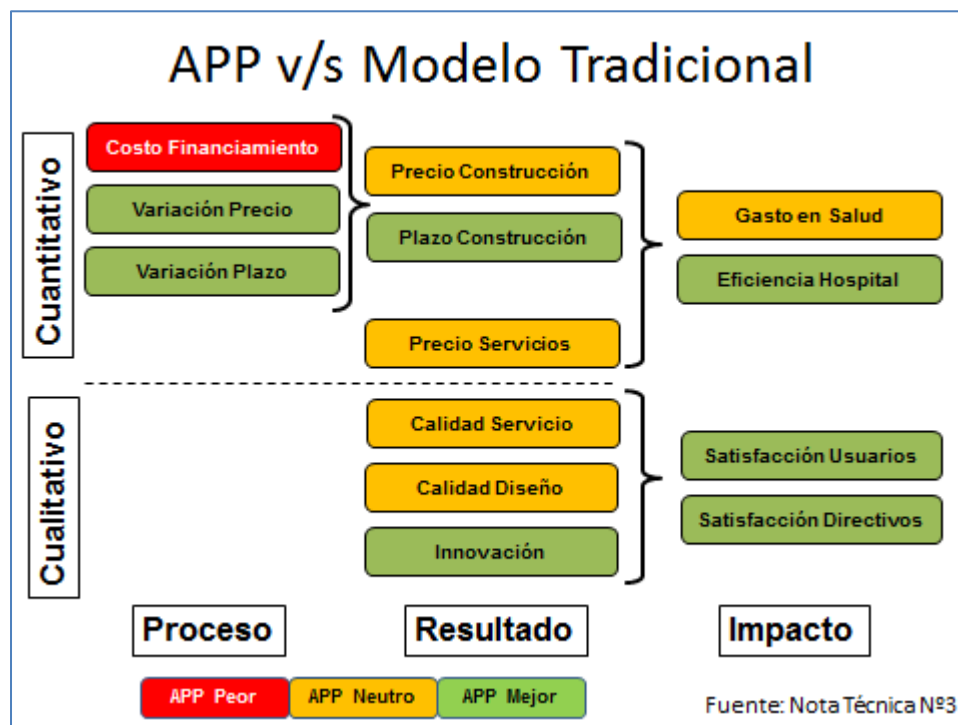 APP v/s Modelo Tradicional
Cuantitativo
Costo Financiamiento
Variación Precio
Variación Plazo
Precio Construcción
Plazo Construcción
Precio Servicios
Gasto en Salud
Eficiencia Hospital
Cualitativo
Calidad Servicio
Calidad Diseño
Innovación
Satisfacción Usuarios
Satisfacción Directivos
Proceso
Resultado
Impacto
APP Peor
APP Neutro
APP Mejor
Fuente: Nota Técnica Nº3